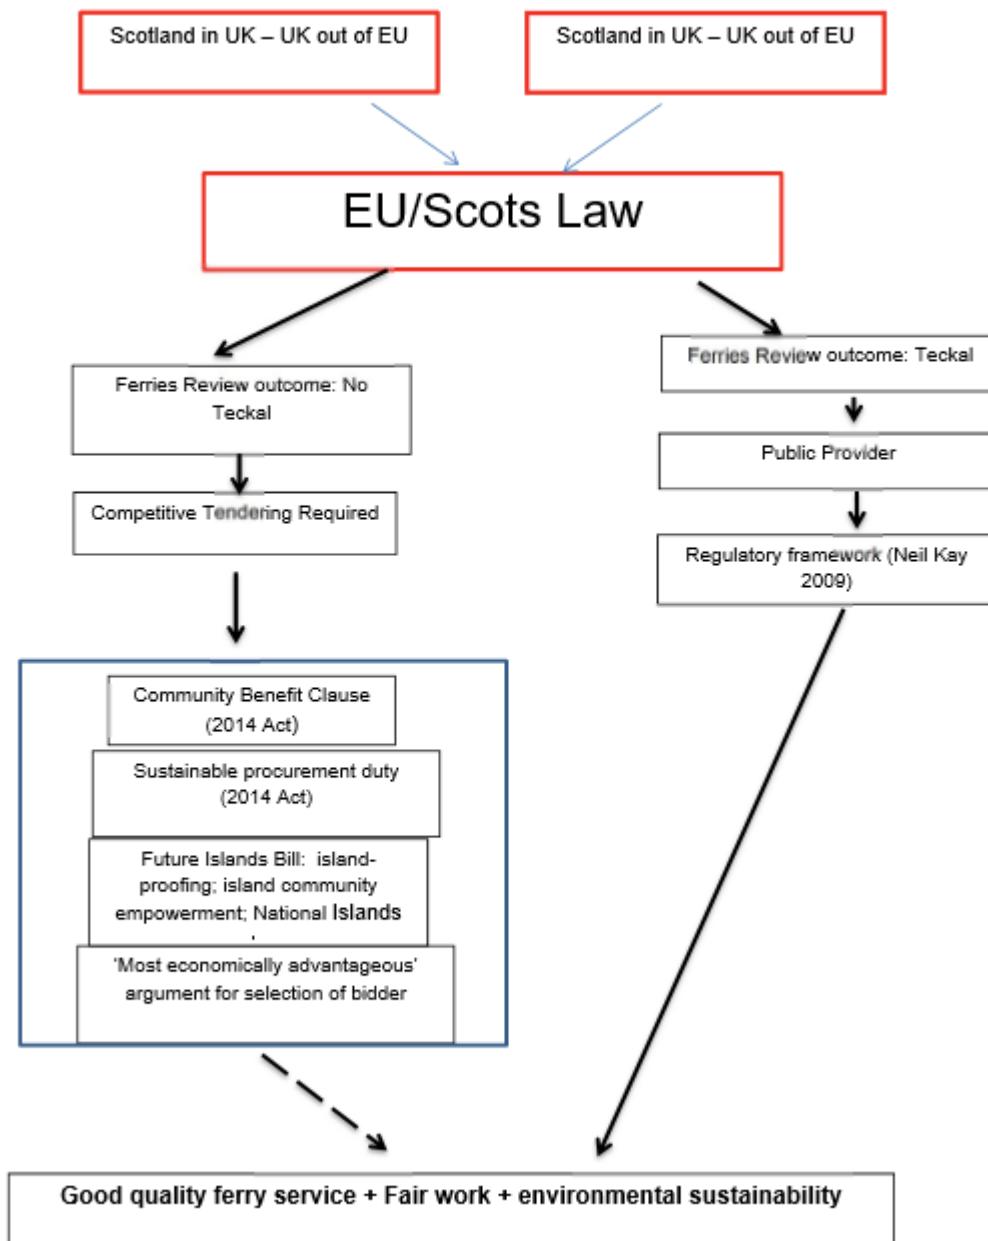 Scotland in UK – UK out of EU
Scotland in UK – UK out of EU
EU/Scots Law
Ferries Review outcome: No
Teckal
Competitive Tendering Required
Ferries Review outcome: Teckal
Public Provider
Regulatory framework (Neil Kay
2009)
Community Benefit Clause
(2014 Act)
Sustainable procurement duty
(2014 Act)
Future Islands Bill: island-
proofing; island community
empowerment; National Islands
'Most economically advantageous'
argument for selection of bidder
Good quality ferry service + Fair work + environmental sustainability